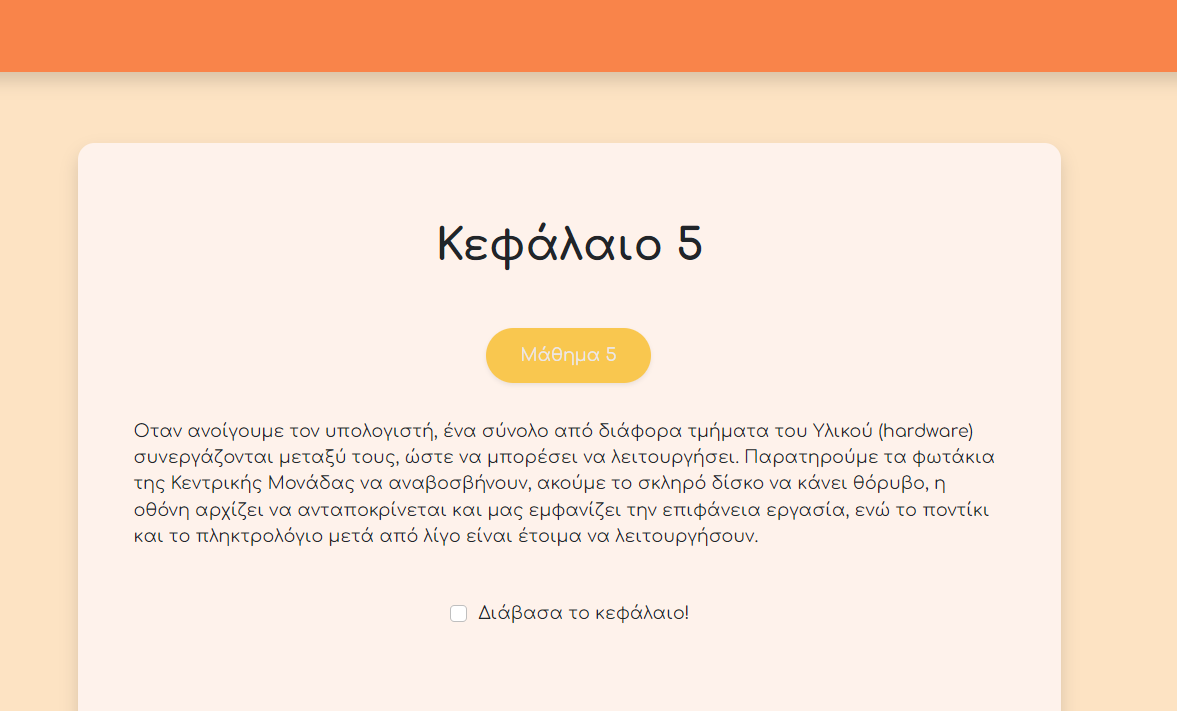 Κεφάλαιο 5
Μάθημα 5
Οταν ανοίγουμε τον υπολογιστή, ένα σύνολο από διάφορα τμήματα του Υλικού (hardware)
συνεργάζονται μεταξύ τους, ώστε να μπορέσει να λειτουργήσει. Παρατηρούμε τα φωτάκια
της Κεντρικής Μονάδας να αναβοσβήνουν, ακούμε το σκληρό δίσκο να κάνει θόρυβο, η
οθόνη αρχίζει να ανταποκρίνεται και μας εμφανίζει την επιφάνεια εργασία, ενώ το ποντίκι
και το πληκτρολόγιο μετά από λίγο είναι έτοιμα να λειτουργήσουν.
Διάβασα το κεφάλαιο!